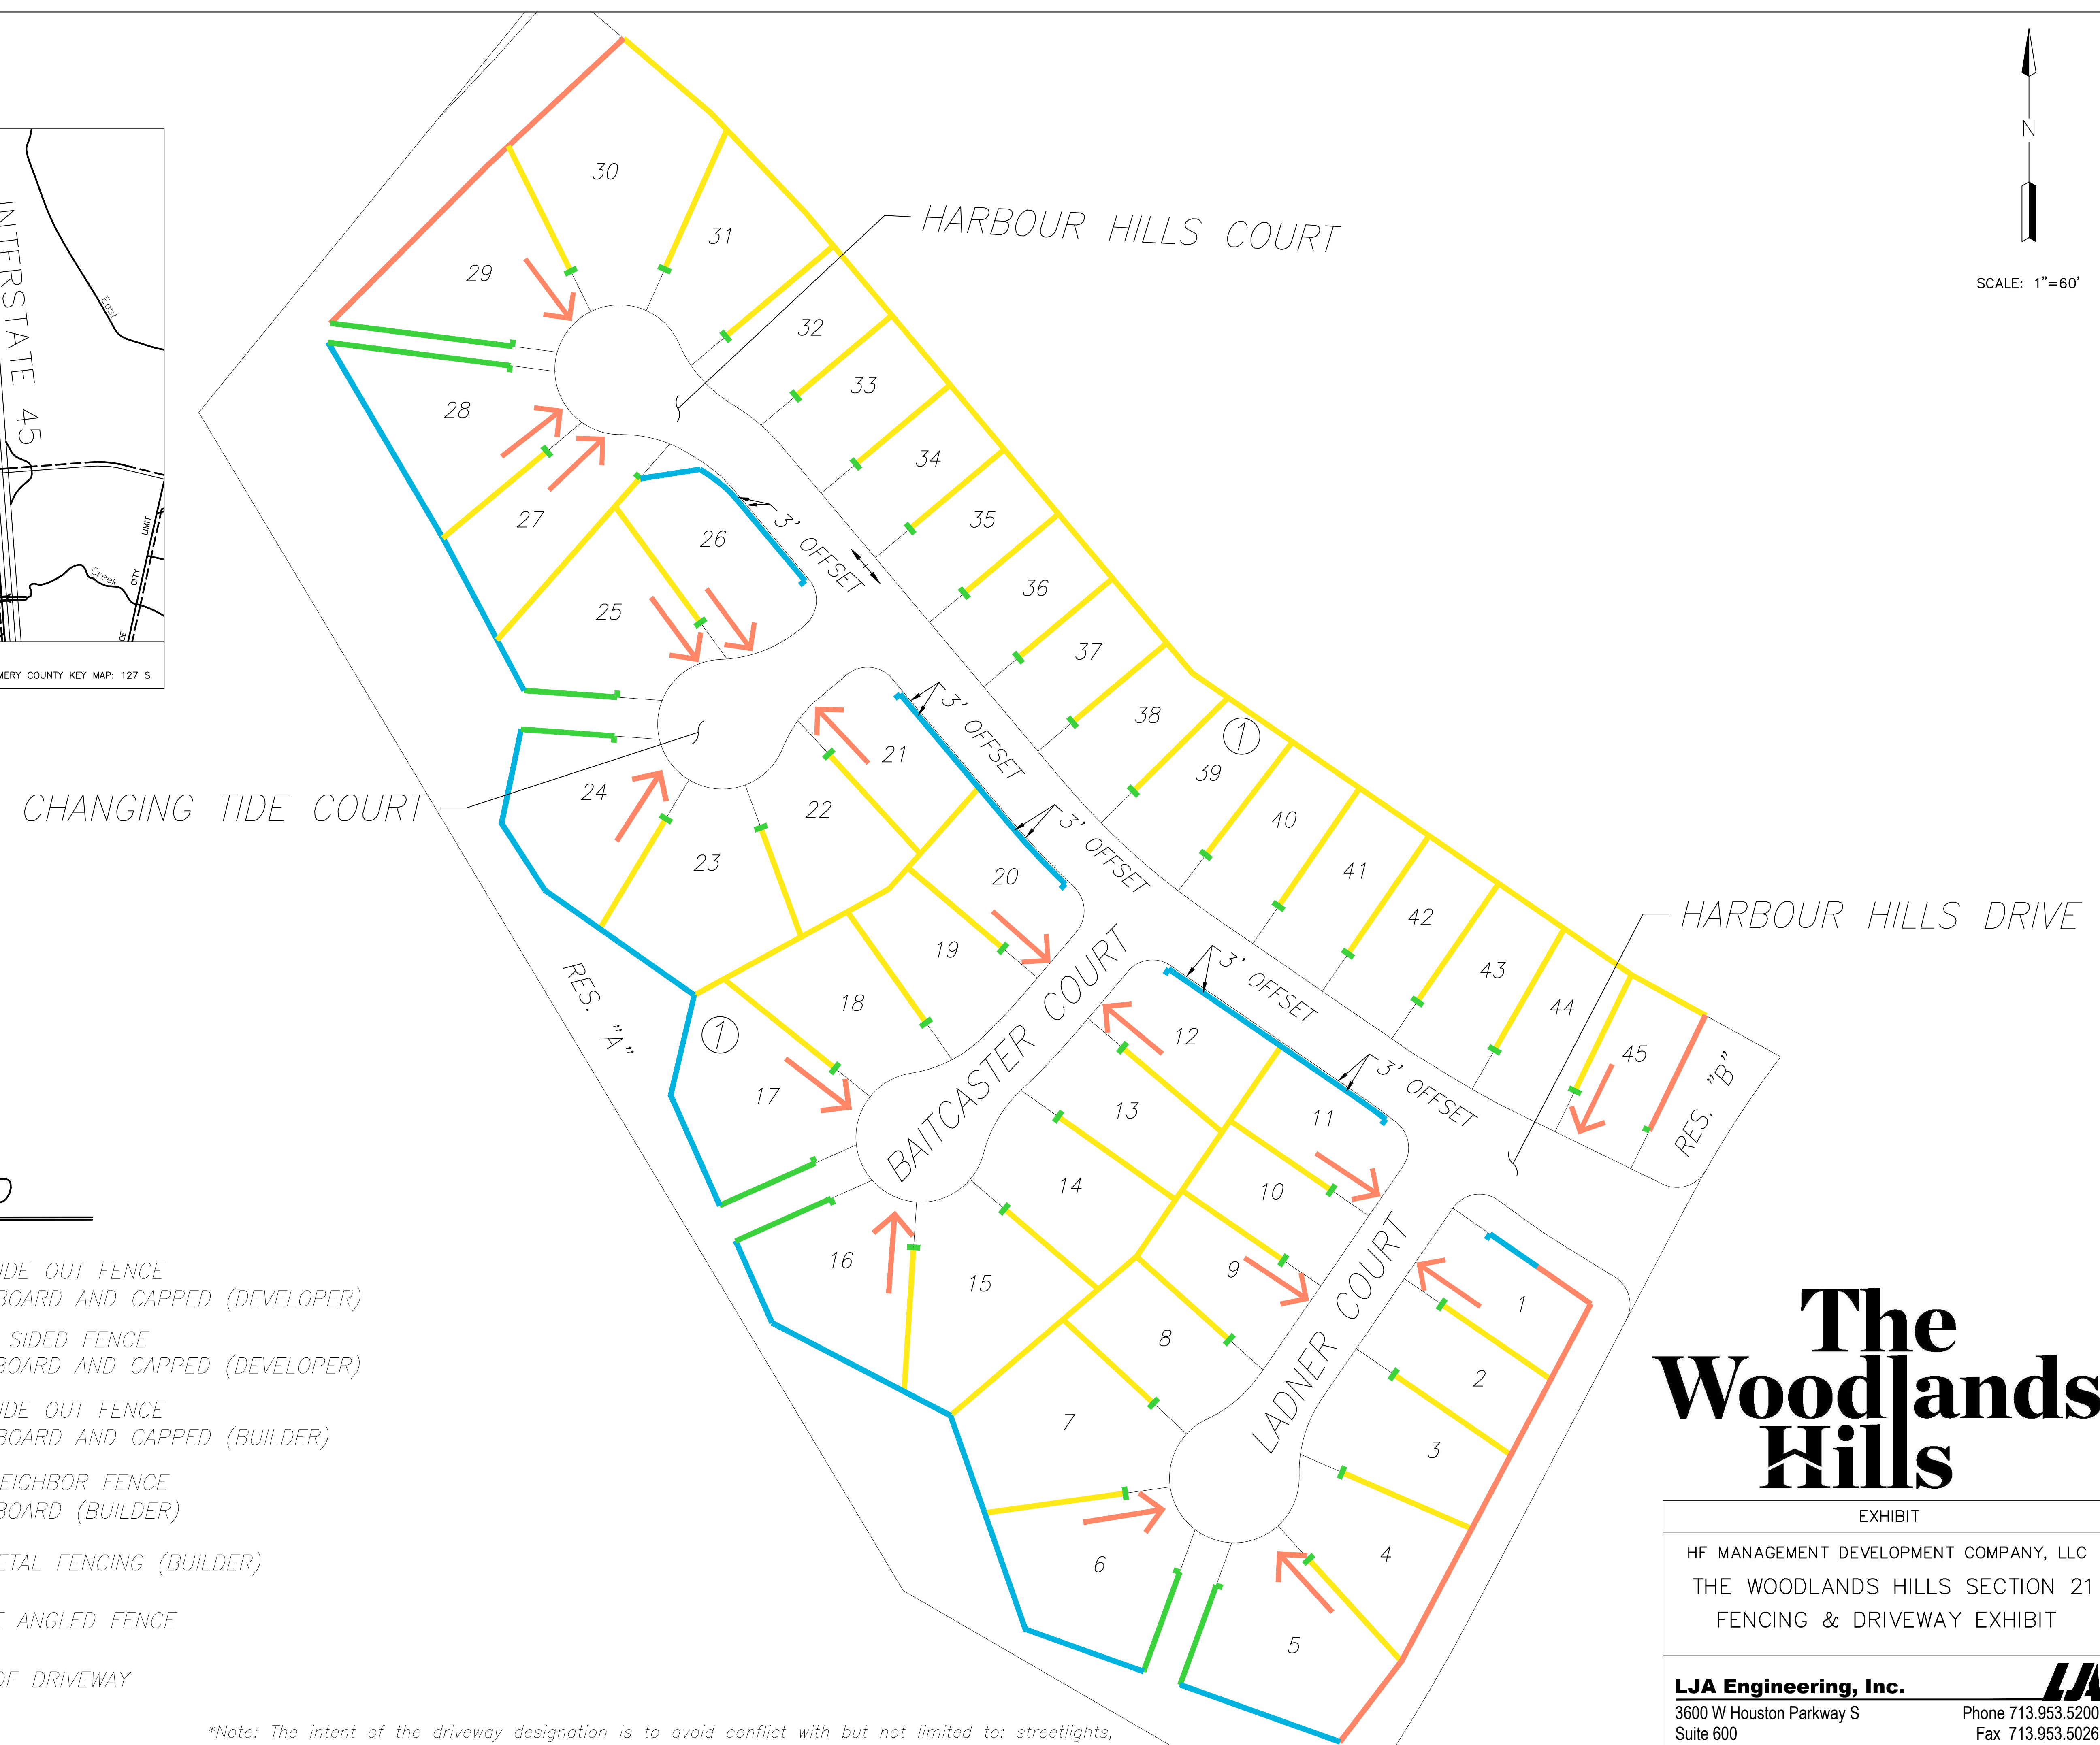 HARBOUR HILLS COURT
N
SCALE: 1"=60'
INTERSTATE 45
East
Creek
CITY
LIMIT
OE
MERY COUNTY KEY MAP: 127 S
30
31
29
32
28
33
34
27
35
26
3' OFFSET
36
25
37
38
3' OFFSET
1
21
39
24
CHANGING TIDE COURT
22
40
3' OFFSET
23
41
20
42
HARBOUR HILLS DRIVE
19
43
RES. "A"
18
44
3' OFFSET
1
12
45
RES. "B"
17
BAITCASTER COURT
13
11
3' OFFSET
14
10
16
15
9
1
8
LADNER COURT
2
7
3
6
4
5
IDE OUT FENCE
BOARD AND CAPPED (DEVELOPER)
SIDED FENCE
BOARD AND CAPPED (DEVELOPER)
IDE OUT FENCE
BOARD AND CAPPED (BUILDER)
EIGHBOR FENCE
BOARD (BUILDER)
ETAL FENCING (BUILDER)
E ANGLED FENCE
OF DRIVEWAY
*Note: The intent of the driveway designation is to avoid conflict with but not limited to: streetlights,
The
Woodlands
Hills
EXHIBIT
HF MANAGEMENT DEVELOPMENT COMPANY, LLC
THE WOODLANDS HILLS SECTION 21
FENCING & DRIVEWAY EXHIBIT
LJA Engineering, Inc.
LJA
3600 W Houston Parkway S Phone 713.953.5200
Suite 600 Fax 713.953.5026